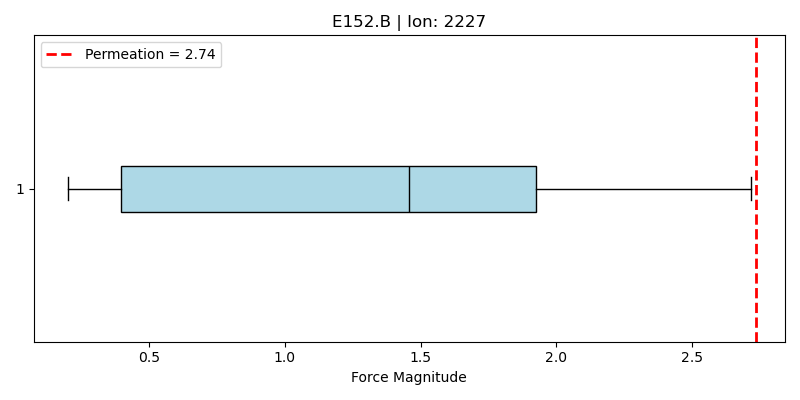 E152.B | Ion: 2227
Permeation = 2.74
1
0.5 1.0 1.5 2.0 2.5
Force Magnitude